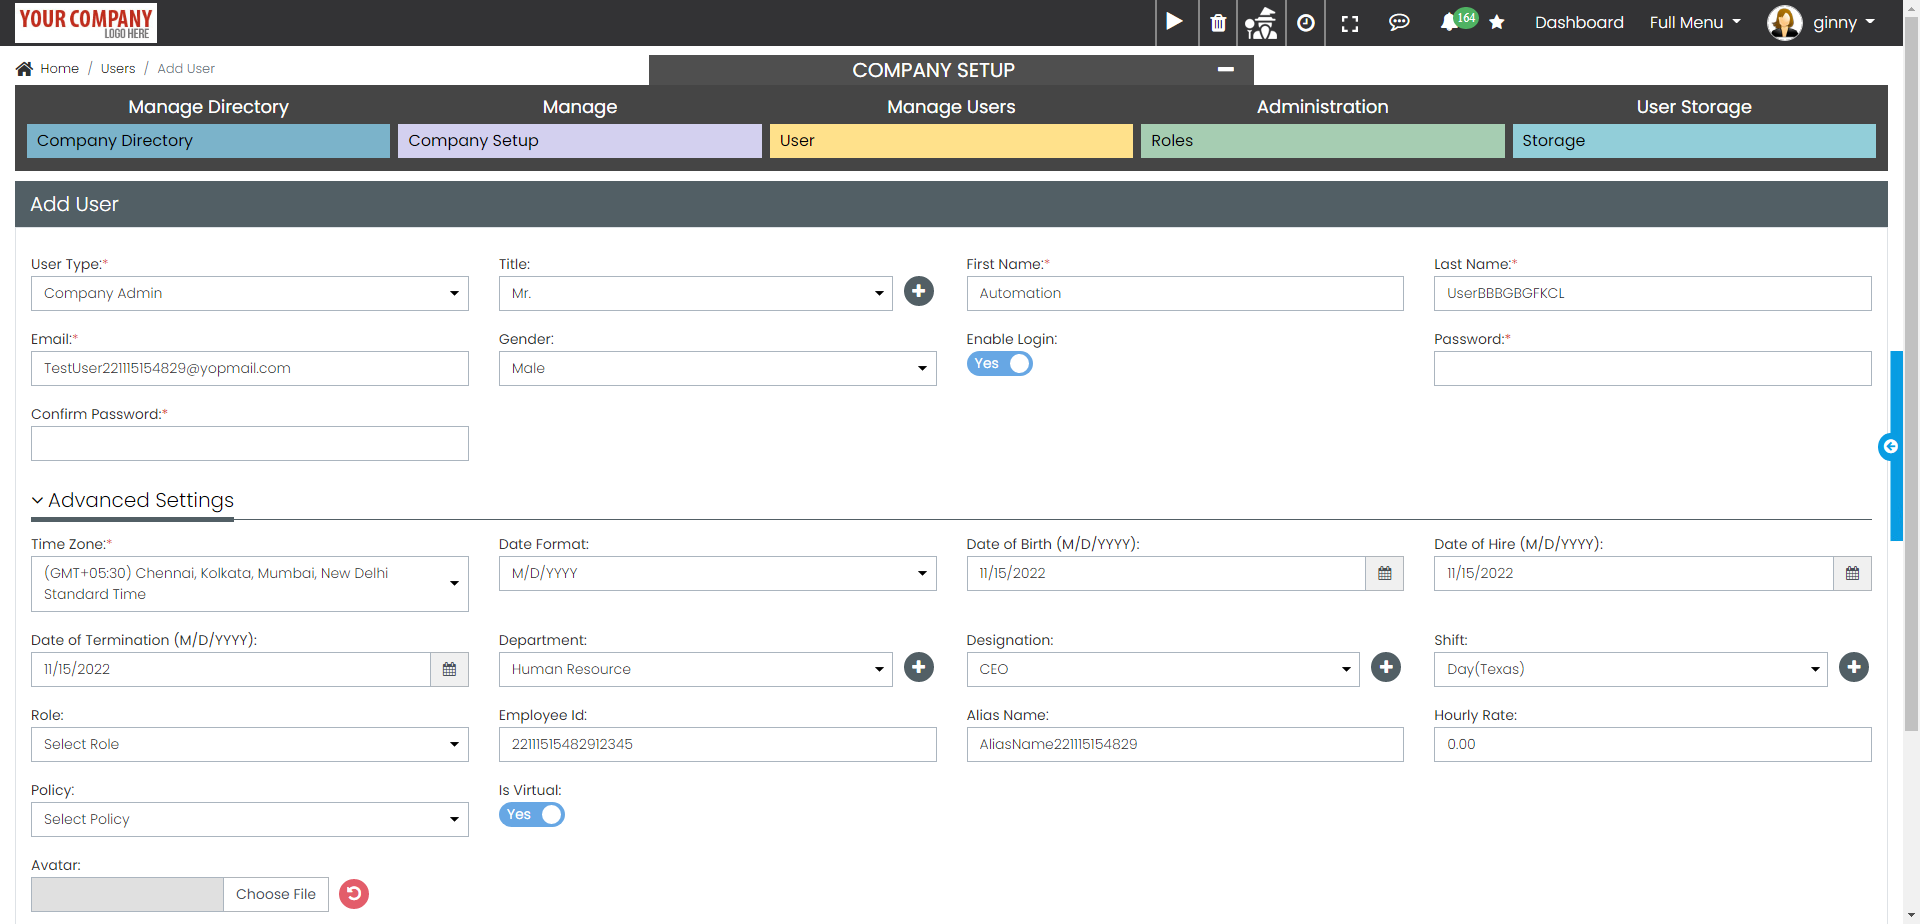 YOUR COMPANY
LOGO HERE
164
Dashboard
Full Menu
ginny
Home / Users / Add User
COMPANY SETUP
Manage Directory
Manage
Manage Users
Administration
User Storage
Company Directory
Company Setup
User
Roles
Storage
Add User
User Type:*
Title:
First Name:*
Last Name:*
Company Admin
Mr.
Automation
UserBBBGBGFKCL
Email:*
Gender:
Enable Login:
Password:*
TestUser221115154829@yopmail.com
Male
Yes
Confirm Password:*
Advanced Settings
Time Zone:*
Date Format:
Date of Birth (M/D/YYYY):
Date of Hire (M/D/YYYY):
(GMT+05:30) Chennai, Kolkata, Mumbai, New Delhi
Standard Time
M/D/YYYY
11/15/2022
11/15/2022
Date of Termination (M/D/YYYY):
Department:
Designation:
Shift:
11/15/2022
Human Resource
CEO
Day(Texas)
Role:
Employee Id:
Alias Name:
Hourly Rate:
Select Role
22111515482912345
AliasName221115154829
0.00
Policy:
Is Virtual:
Select Policy
Yes
Avatar:
Choose File